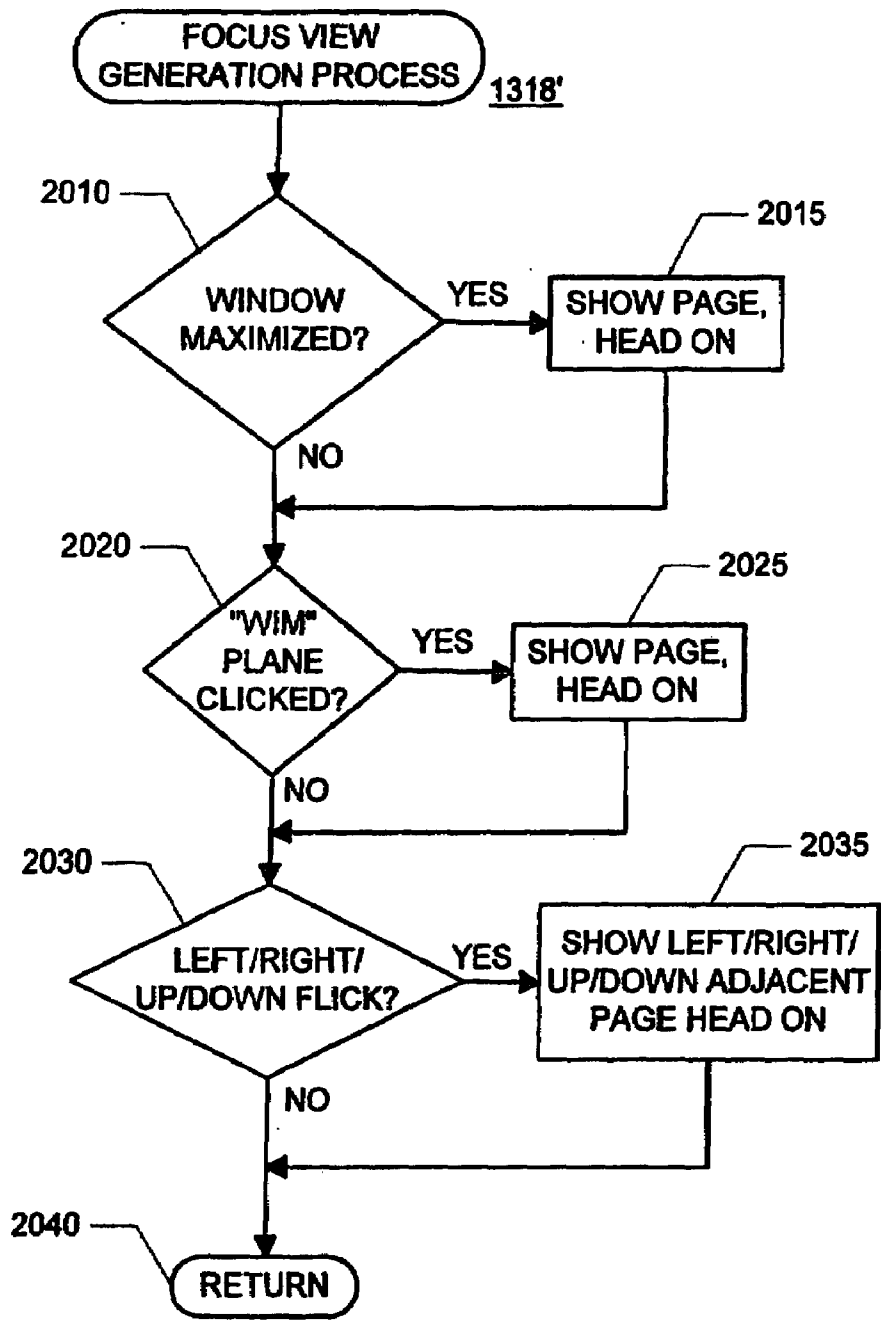 FOCUS VIEW
GENERATION PROCESS
1318'
2010
WINDOW
MAXIMIZED?
YES
2015
SHOW PAGE,
HEAD ON
NO
2020
"WIM"
PLANE
CLICKED?
YES
2025
SHOW PAGE,
HEAD ON
NO
2030
LEFT/RIGHT/
UP/DOWN FLICK?
YES
2035
SHOW LEFT/RIGHT/
UP/DOWN ADJACENT
PAGE HEAD ON
NO
2040
RETURN